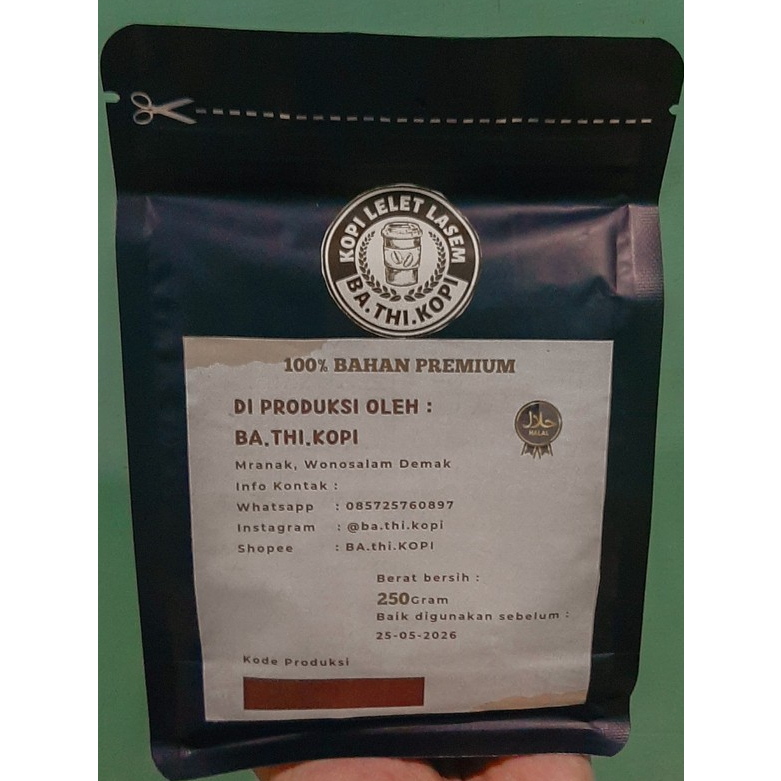 KOPI LELET LASEM
BA.THI.KOPI
100% BAHAN PREMIUM
DI PRODUKSI OLEH :
BA.THI.KOPI
حلال
HALAL
Mranak, Wonosalam Demak
Info Kontak :
Whatsapp : 085725760897
Instagram : @ba.thi.kopi
Shopee : BA.thi.KOPI
Berat bersih :
250Gram
Baik digunakan sebelum :
25-05-2026
Kode Produksi